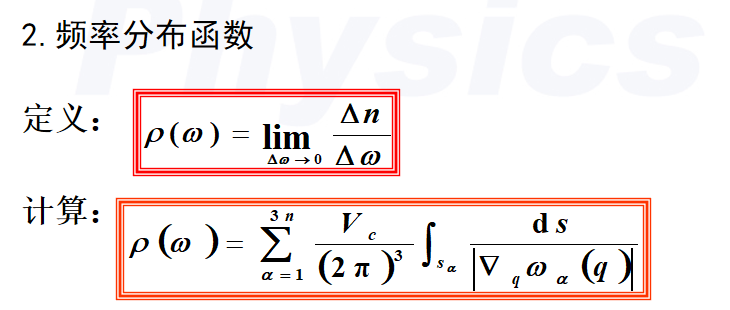 Physics
2. 频率分布函数
定义: ρ(ω) = lim_{Δω→0} Δn/Δω
计算: ρ(ω) = ∑_{α=1}^{3n} V_c/(2π)^3 ∫_{s_α} ds/|∇_q ω_α(q)|